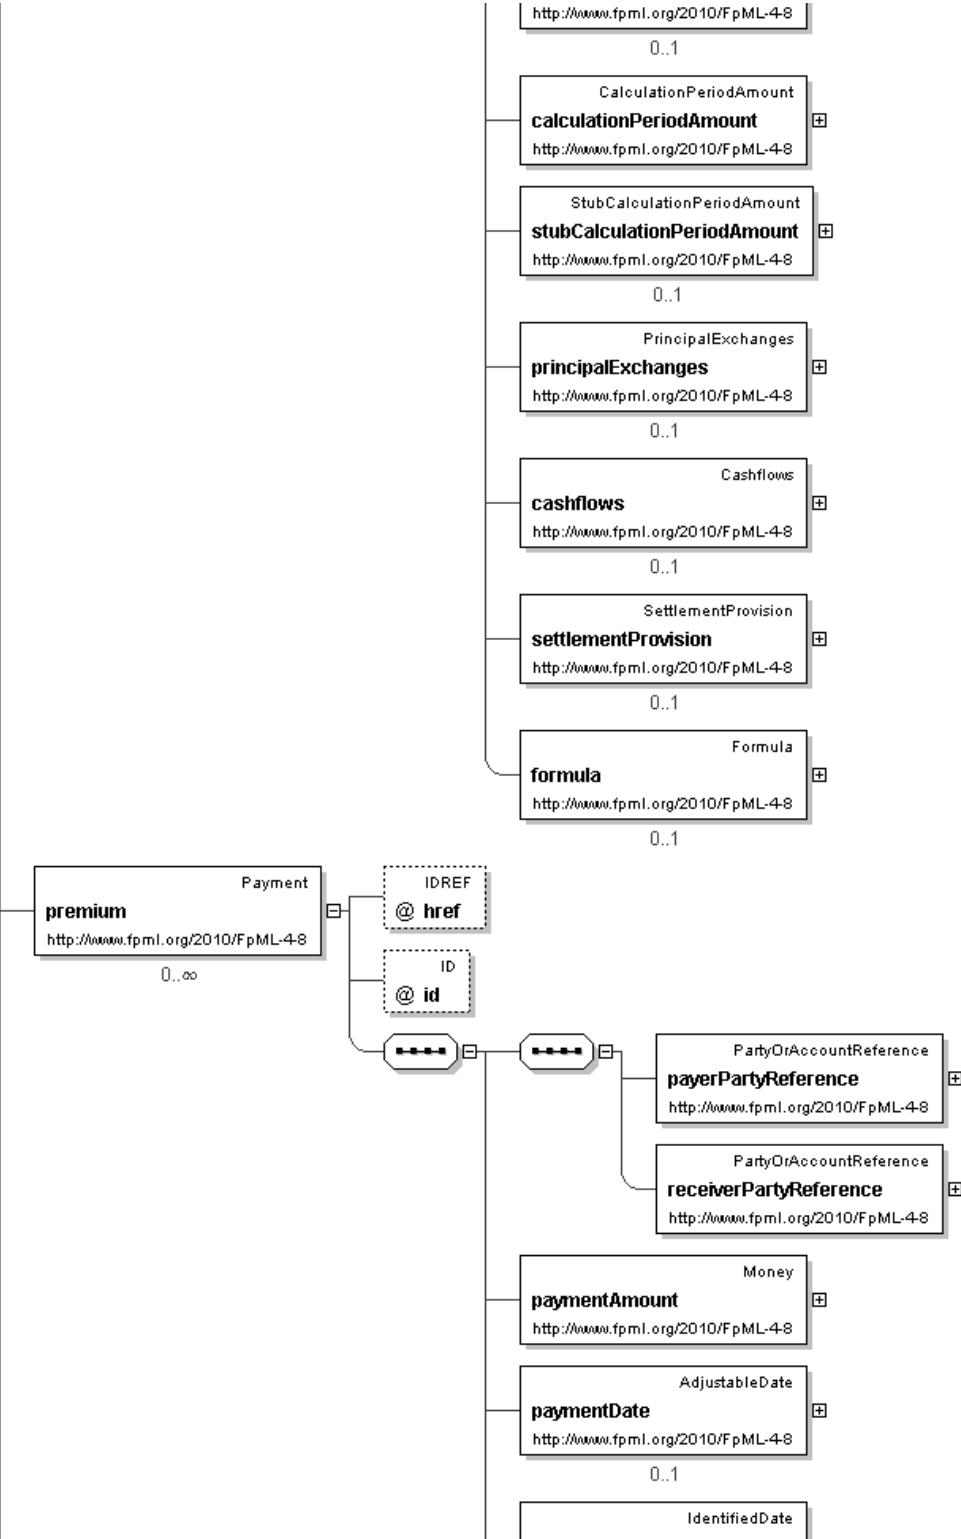 http://www.fpml.org/2010/FpML-4-8
0..1
CalculationPeriodAmount
calculationPeriodAmount
http://www.fpml.org/2010/FpML-4-8
StubCalculationPeriodAmount
stubCalculationPeriodAmount
http://www.fpml.org/2010/FpML-4-8
0..1
PrincipalExchanges
principalExchanges
http://www.fpml.org/2010/FpML-4-8
0..1
Cashflows
cashflows
http://www.fpml.org/2010/FpML-4-8
0..1
SettlementProvision
settlementProvision
http://www.fpml.org/2010/FpML-4-8
0..1
Formula
formula
http://www.fpml.org/2010/FpML-4-8
0..1
Payment
premium
http://www.fpml.org/2010/FpML-4-8
0..∞
IDREF
@ href
ID
@ id
PartyOrAccountReference
payerPartyReference
http://www.fpml.org/2010/FpML-4-8
PartyOrAccountReference
receiverPartyReference
http://www.fpml.org/2010/FpML-4-8
Money
paymentAmount
http://www.fpml.org/2010/FpML-4-8
AdjustableDate
paymentDate
http://www.fpml.org/2010/FpML-4-8
0..1
IdentifiedDate